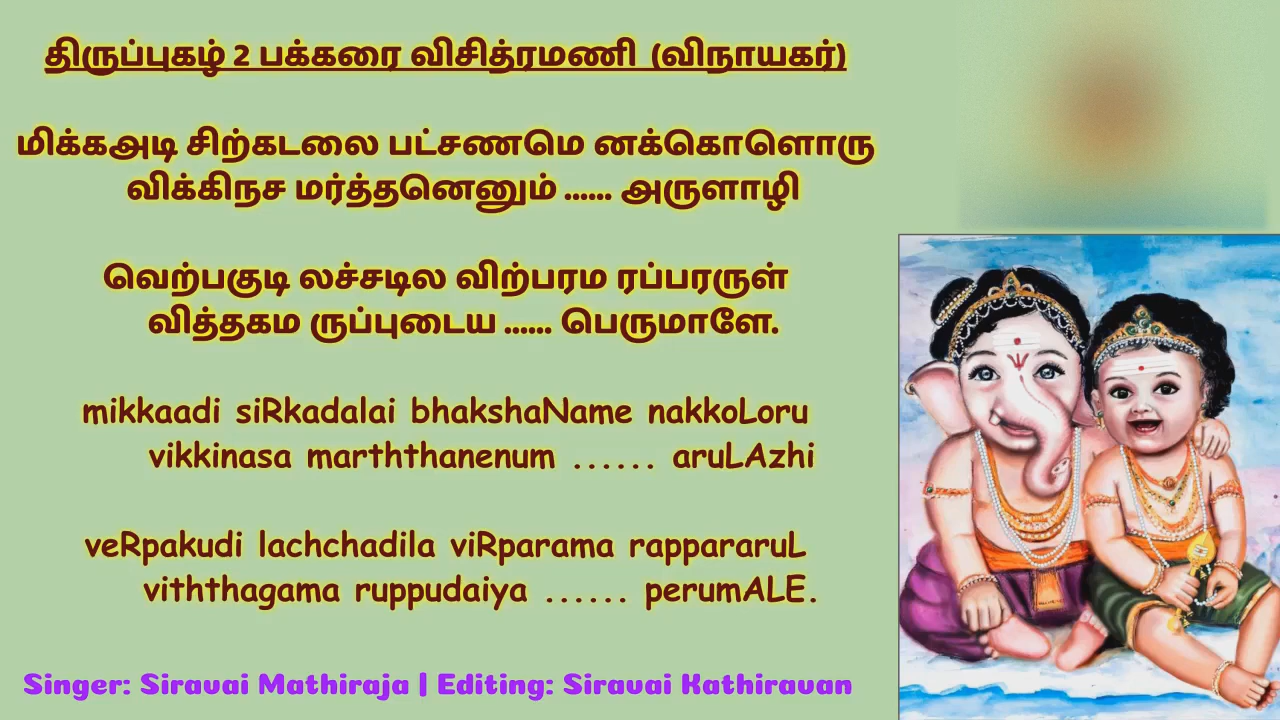 திருப்புகழ் 2 பக்கரை விசித்ரமணி (விநாயகர்)
மிக்கஅடி சிற்கடலை பட்சணமெ னக்கொளொரு
விக்கிநச மர்த்தனெனும் ...... அருளாழி
வெற்பகுடி லச்சடில விற்பரம ரப்பரருள்
வித்தகம ருப்புடைய ...... பெருமாளே.
mikkaadi siRkadalai bhakshaName nakkoLoru
vikkinasa marththanenum ...... aruLAzhi
veRpakudi lachchadila viRparama rappararuL
viththagama ruppudaiya ...... perumALE.
Singer: Siravai Mathiraja | Editing: Siravai Kathiravan